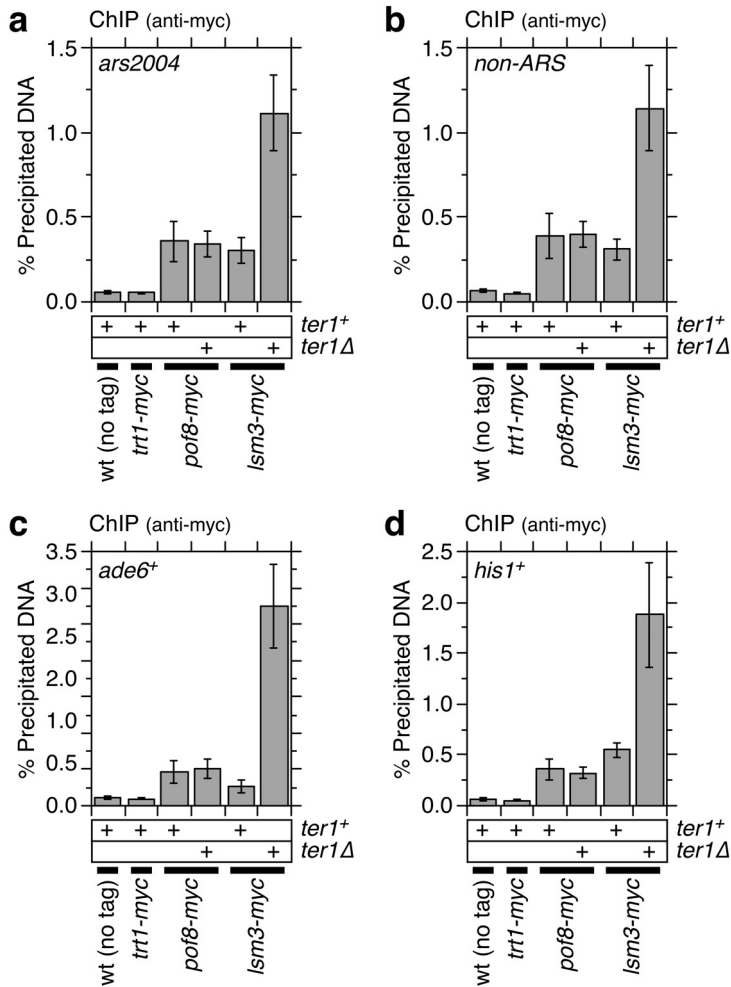 a ChIP (anti-myc)
ars2004
% Precipitated DNA
1.5
1.0
0.5
0.0
+ + + + ter1+
+ + ter1Δ
wt (no tag)
trt1-myc
pof8-myc
lsm3-myc
b ChIP (anti-myc)
non-ARS
% Precipitated DNA
1.5
1.0
0.5
0.0
+ + + + ter1+
+ + ter1Δ
wt (no tag)
trt1-myc
pof8-myc
lsm3-myc
c ChIP (anti-myc)
ade6+
% Precipitated DNA
3.5
3.0
2.5
2.0
1.0
0.5
0.0
+ + + + ter1+
+ + ter1Δ
wt (no tag)
trt1-myc
pof8-myc
lsm3-myc
d ChIP (anti-myc)
his1+
% Precipitated DNA
2.5
2.0
1.5
1.0
0.5
0.0
+ + + + ter1+
+ + ter1Δ
wt (no tag)
trt1-myc
pof8-myc
lsm3-myc